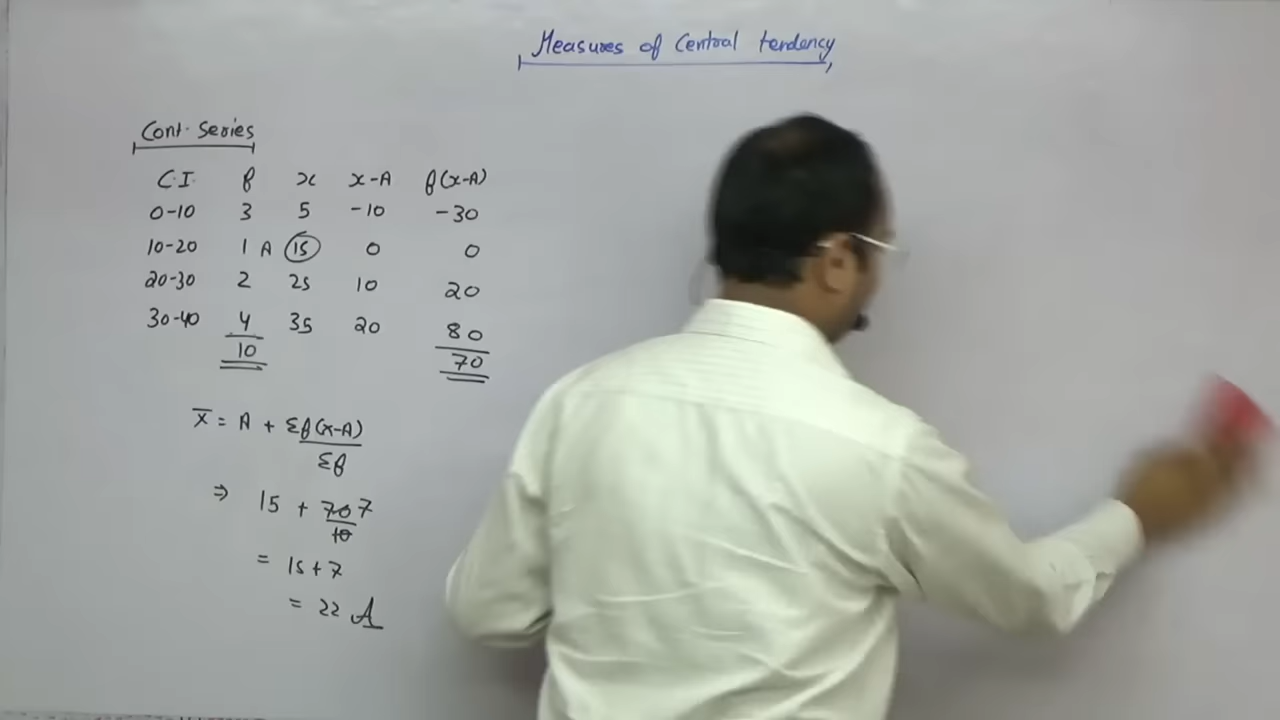 Measures of Central tendency
Cont. Series
C.I. f x x-A f(x-A)
0-10 3 5 -10 -30
10-20 1 A 15 0 0
20-30 2 25 10 20
30-40 4 35 20 80
10 70
x̄ = A + Σf(x-A)
Σf
⇒ 15 + 70 7
10
= 15+7
= 22 A